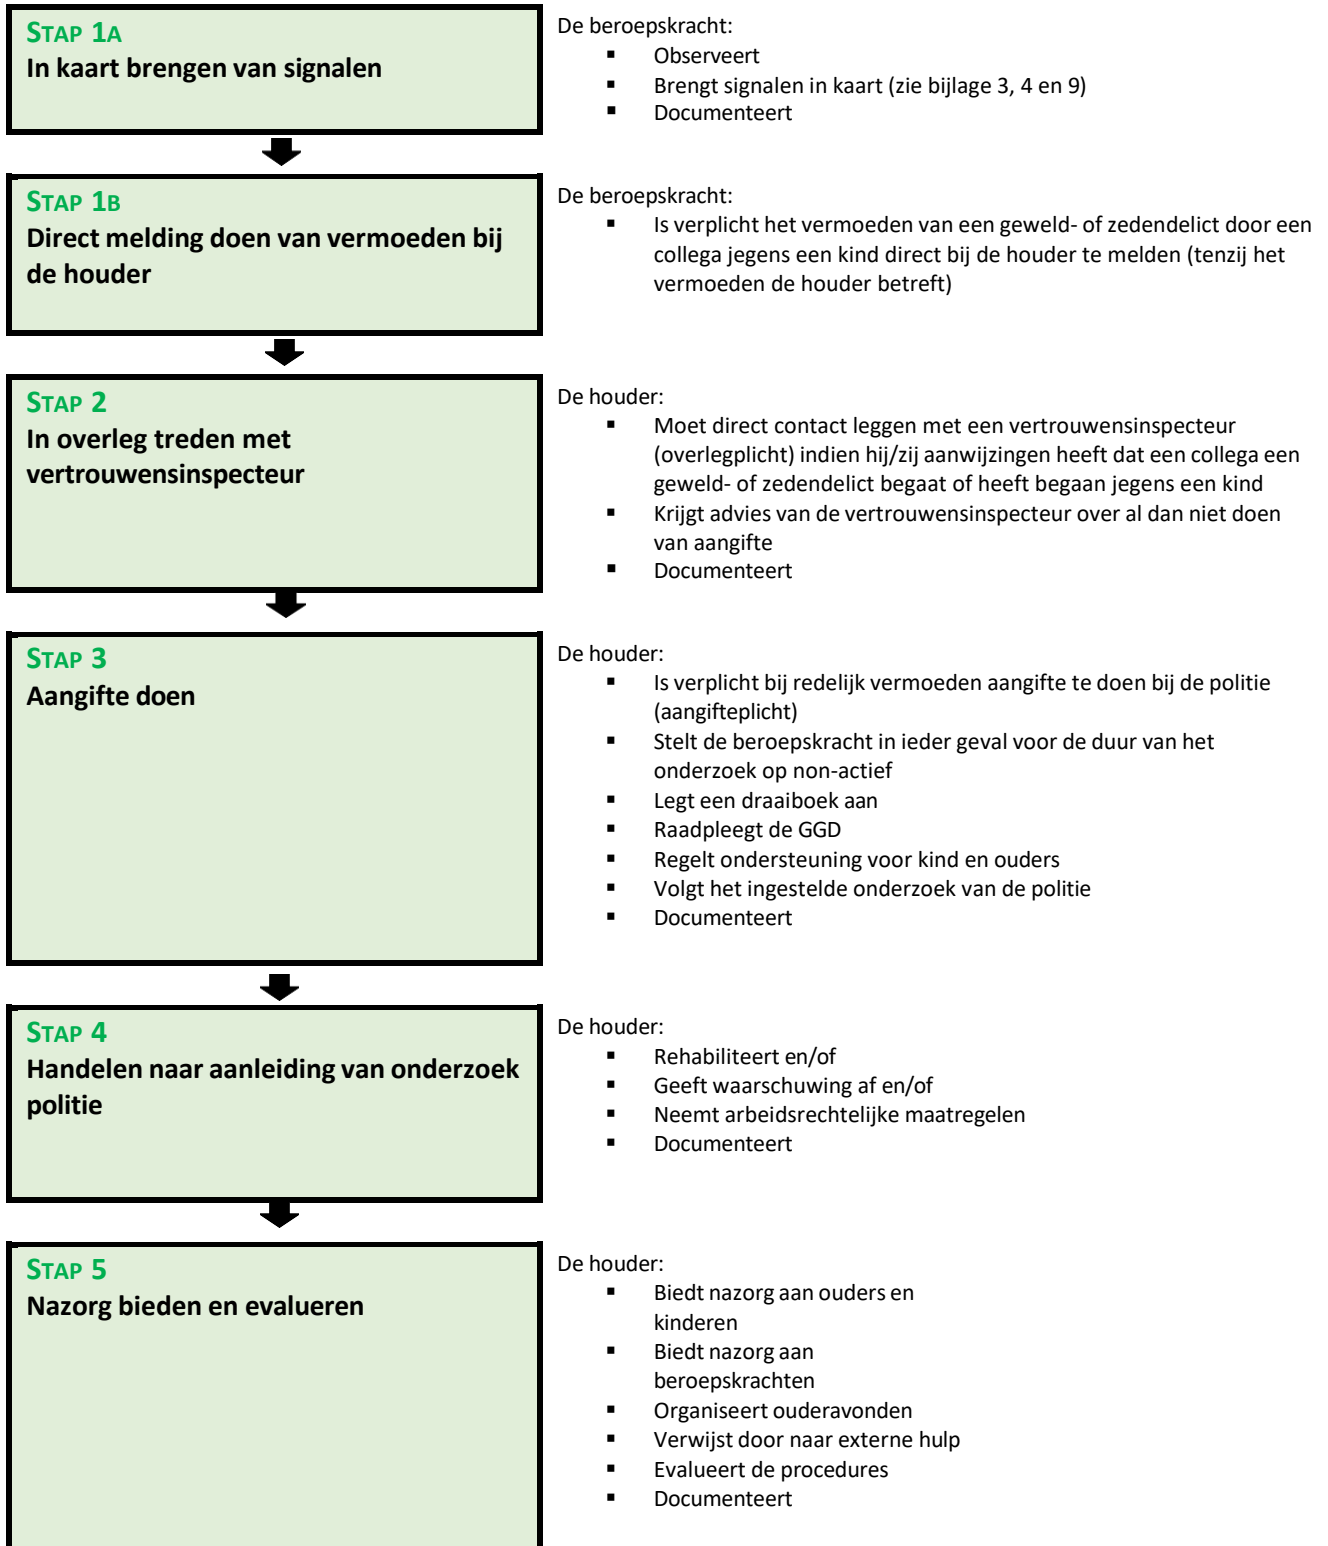 STAP 1A
In kaart brengen van signalen
De beroepskracht:
▪ Observeert
▪ Brengt signalen in kaart (zie bijlage 3, 4 en 9)
▪ Documenteert
STAP 1B
Direct melding doen van vermoeden bij
de houder
De beroepskracht:
▪ Is verplicht het vermoeden van een geweld- of zedendelict door een
collega jegens een kind direct bij de houder te melden (tenzij het
vermoeden de houder betreft)
STAP 2
In overleg treden met
vertrouwensinspecteur
De houder:
▪ Moet direct contact leggen met een vertrouwensinspecteur
(overlegplicht) indien hij/zij aanwijzingen heeft dat een collega een
geweld- of zedendelict begaat of heeft begaan jegens een kind
▪ Krijgt advies van de vertrouwensinspecteur over al dan niet doen
van aangifte
▪ Documenteert
STAP 3
Aangifte doen
De houder:
▪ Is verplicht bij redelijk vermoeden aangifte te doen bij de politie
(aangifteplicht)
▪ Stelt de beroepskracht in ieder geval voor de duur van het
onderzoek op non-actief
▪ Legt een draaiboek aan
▪ Raadpleegt de GGD
▪ Regelt ondersteuning voor kind en ouders
▪ Volgt het ingestelde onderzoek van de politie
▪ Documenteert
STAP 4
Handelen naar aanleiding van onderzoek
politie
De houder:
▪ Rehabiliteert en/of
▪ Geeft waarschuwing af en/of
▪ Neemt arbeidsrechtelijke maatregelen
▪ Documenteert
STAP 5
Nazorg bieden en evalueren
De houder:
▪ Biedt nazorg aan ouders en
kinderen
▪ Biedt nazorg aan
beroepskrachten
▪ Organiseert ouderavonden
▪ Verwijst door naar externe hulp
▪ Evalueert de procedures
▪ Documenteert